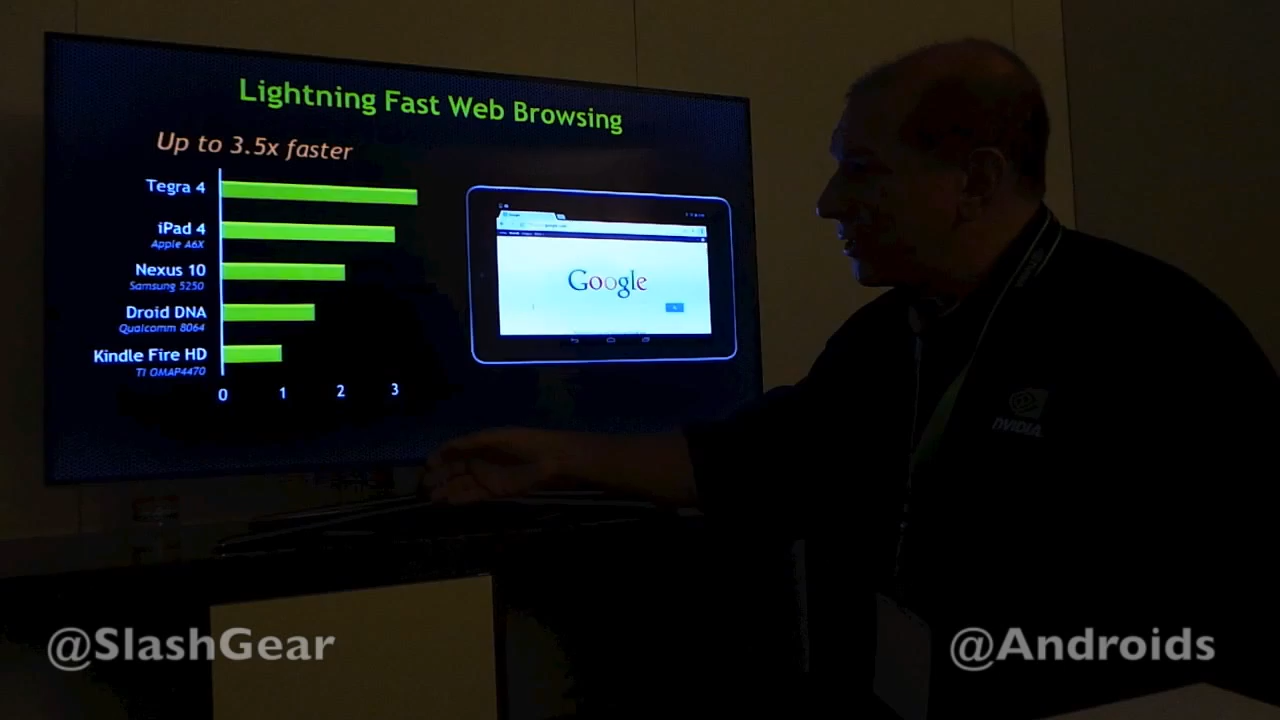 Lightning Fast Web Browsing
Up to 3.5x faster
Tegra 4
iPad 4
Apple A6X
Nexus 10
Samsung 5250
Droid DNA
Qualcomm 8064
Kindle Fire HD
TI OMAP4470
0 1 2 3
Google
NVIDIA
@SlashGear
@Androids